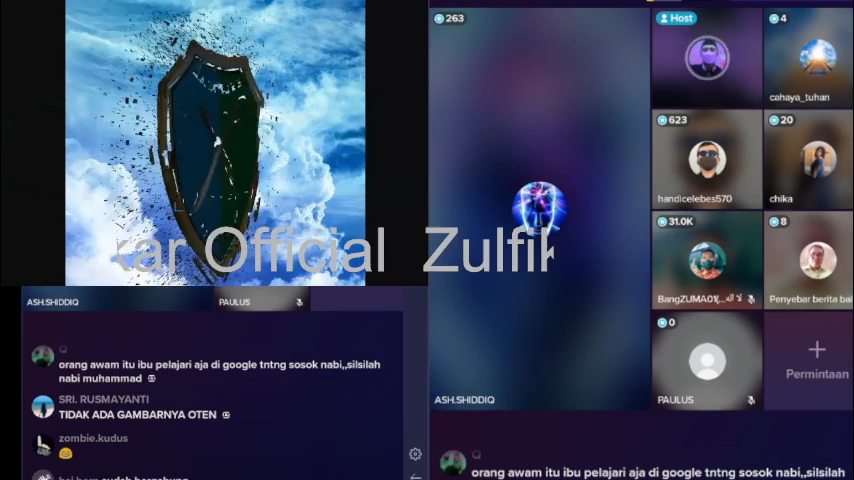 kar Official Zulfik
ASH.SHIDDIQ
PAULUS
Q
orang awam itu ibu pelajari aja di google tntng sosok nabi,,silsilah
nabi muhammad
SRI. RUSMAYANTI
TIDAK ADA GAMBARNYA OTEN
zombie.kudus
263
Host
4
cahaya_tuhan
623
handicelebes570
20
chika
31.0K
BangZUMA01(...
8
Penyebar berita bai
0
PAULUS
Permintaan
ASH.SHIDDIQ
Q
orang awam itu ibu pelajari aja di google tntng sosok nabi,,silsilah